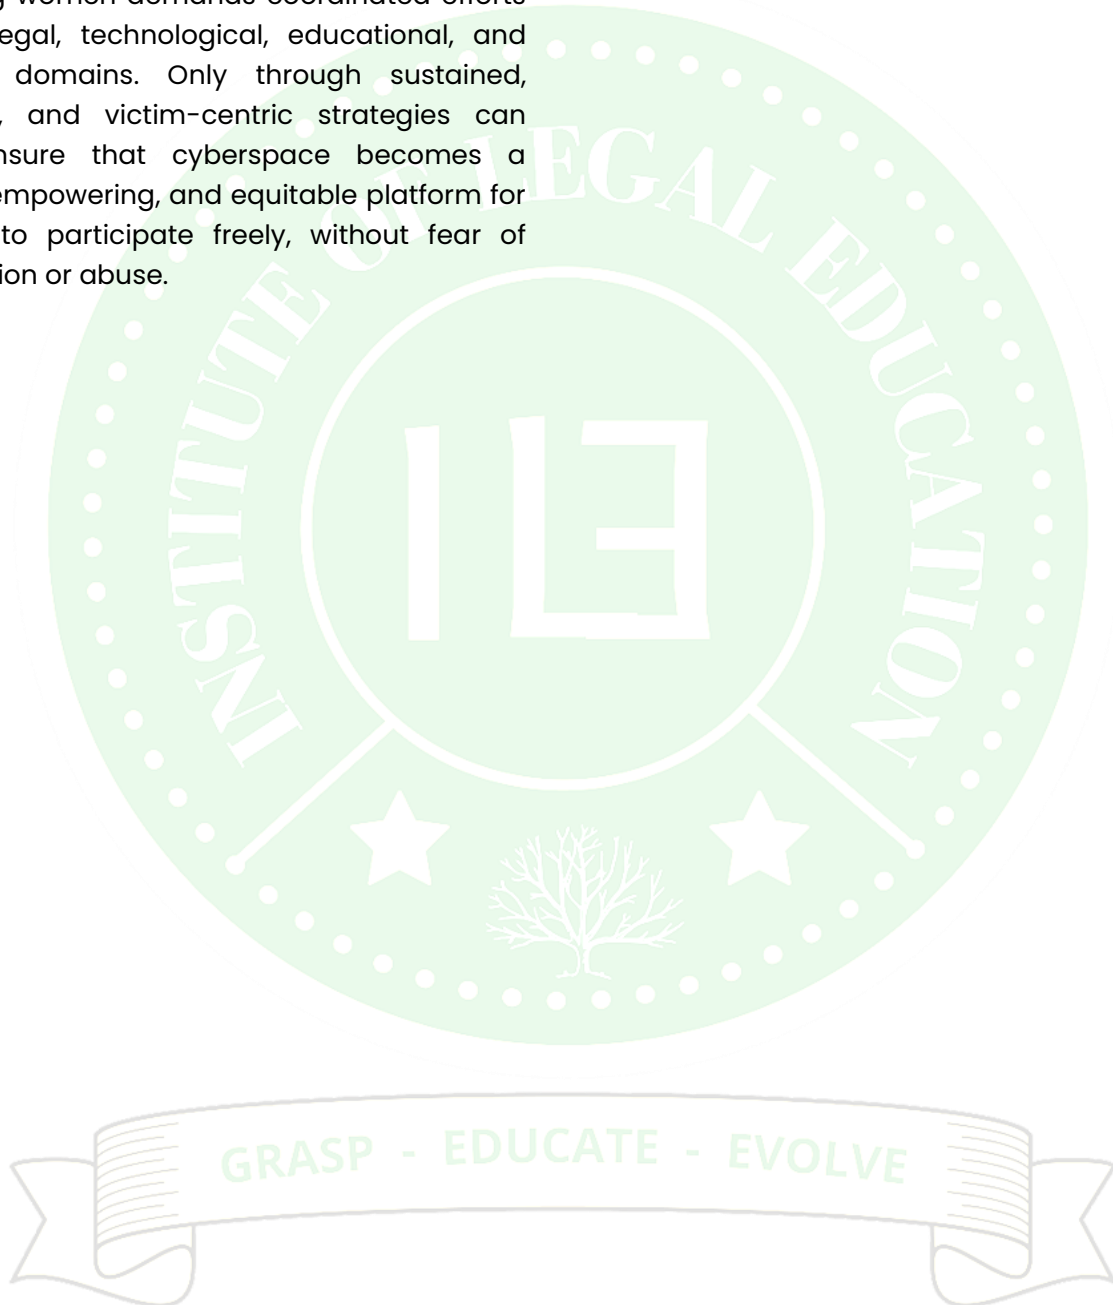 women demands coordinated efforts
egal, technological, educational, and
domains. Only through sustained,
, and victim-centric strategies can
nsure that cyberspace becomes a
empowering, and equitable platform for
to participate freely, without fear of
ion or abuse.
INSTITUTE OF LEGAL EDUCATION
ILE
GRASP - EDUCATE - EVOLVE